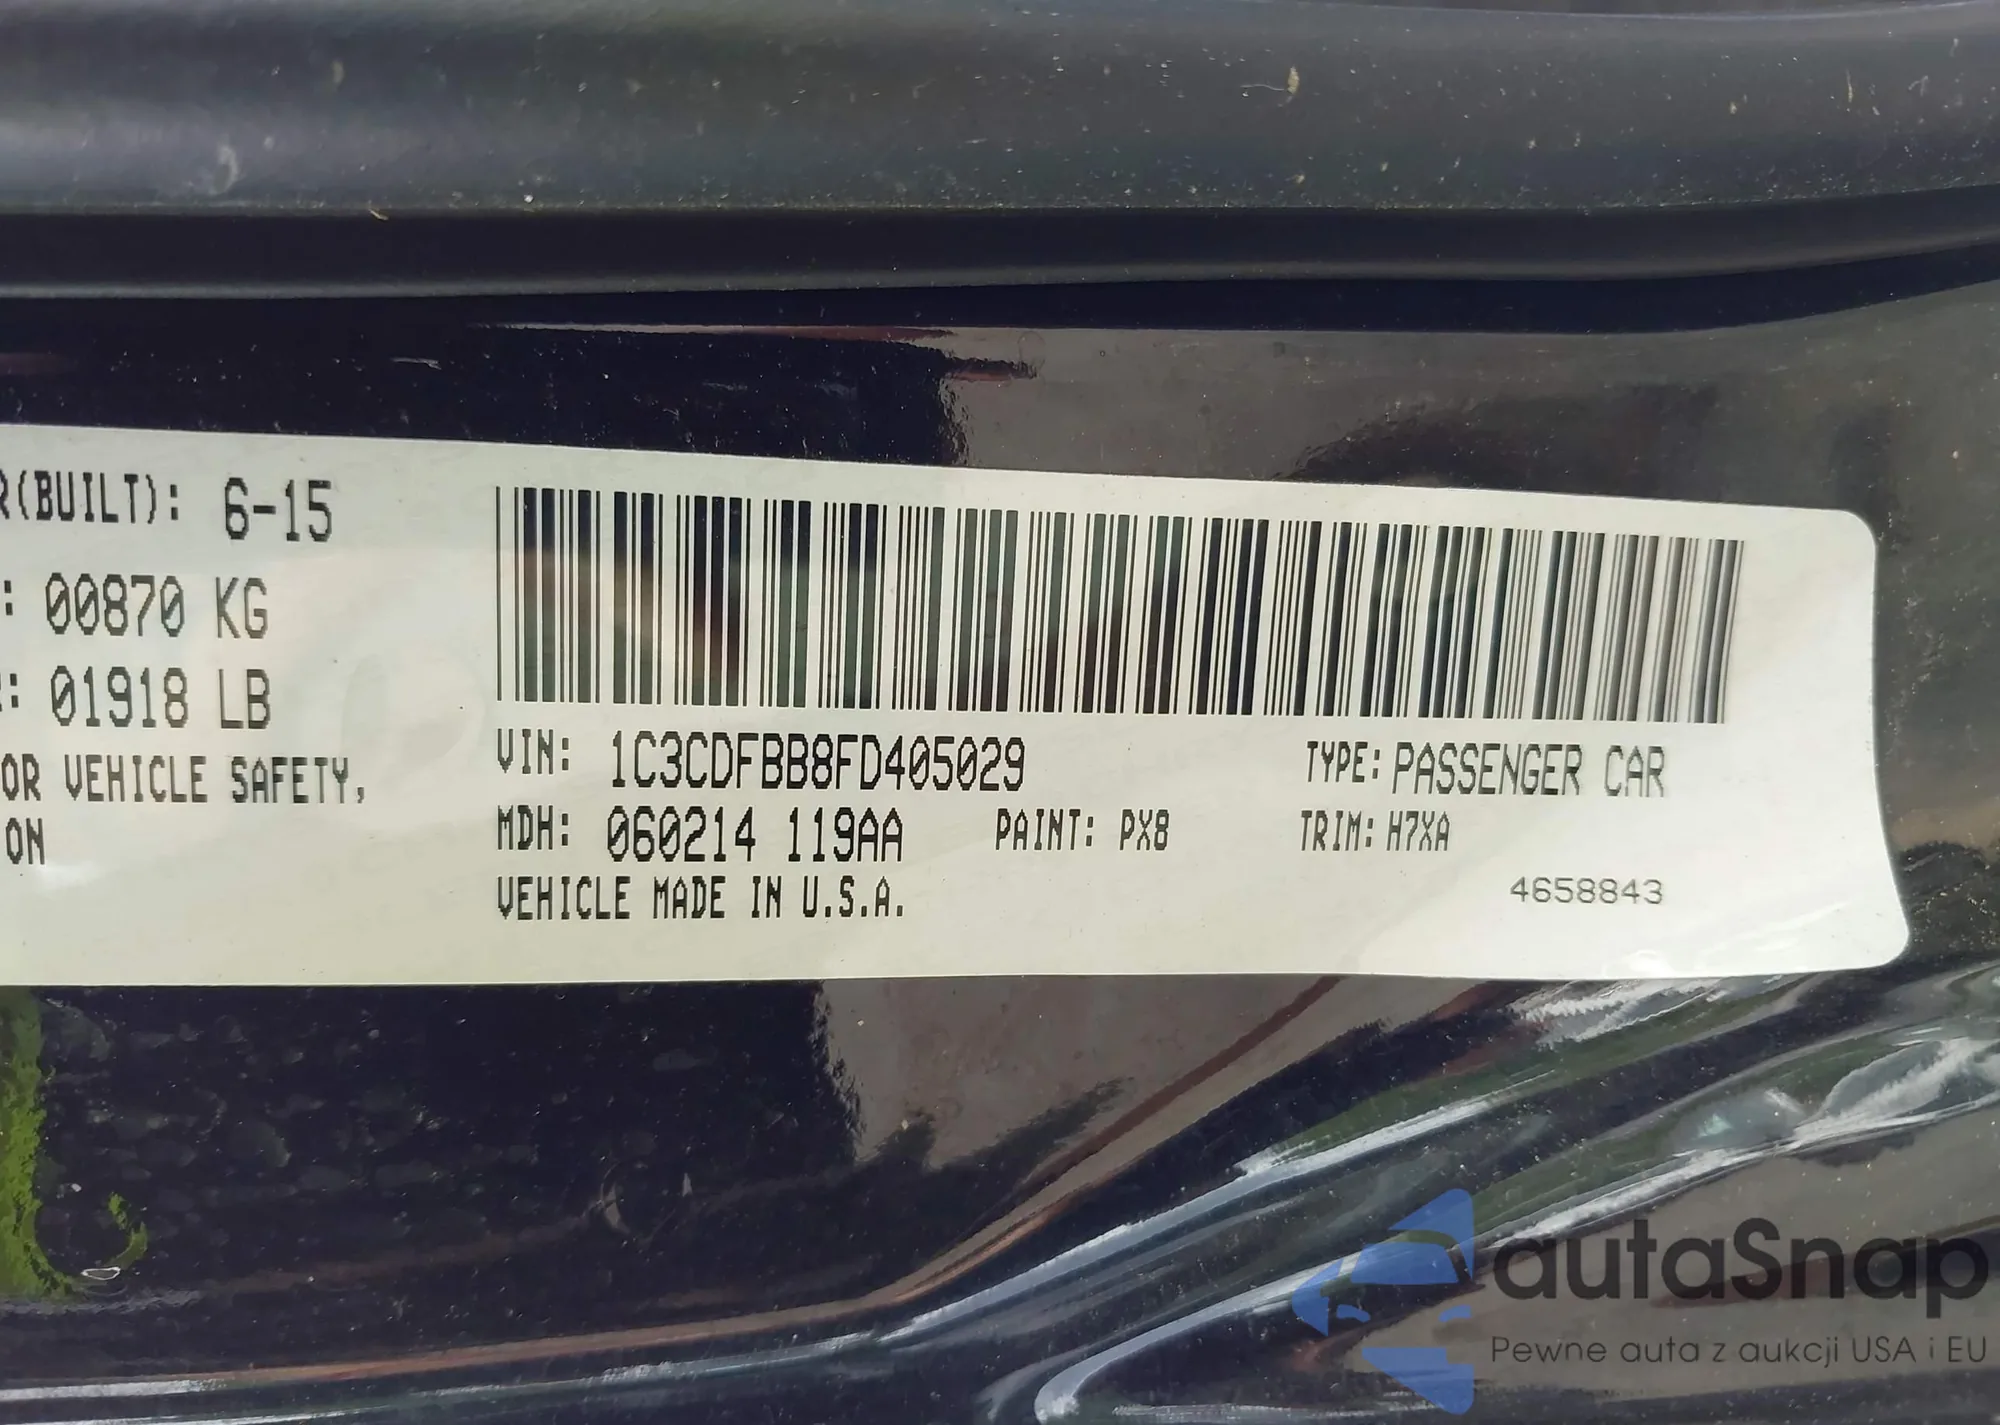 R(BUILT): 6-15
: 00870 KG
: 01918 LB
OR VEHICLE SAFETY,
ON
VIN: 1C3CDFBB8FD405029 TYPE: PASSENGER CAR
MDH: 060214 119AA PAINT: PX8 TRIM: H7XA
VEHICLE MADE IN U.S.A. 4658843
autaSnap
Pewne auta z aukcji USA i EU